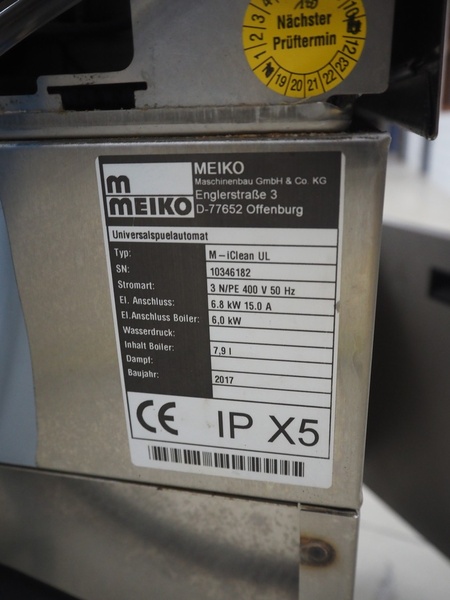 Nächster
Prüftermin
19 20 21 22 23
m
MEIKO
MEIKO
Maschinenbau GmbH & Co. KG
Englerstraße 3
D-77652 Offenburg
Universalspuelautomat
Typ: M-iClean UL
SN: 10346182
Stromart: 3 N/PE 400 V 50 Hz
El. Anschluss: 6.8 kW 15.0 A
El.Anschluss Boiler: 6,0 kW
Wasserdruck:
Inhalt Boiler: 7,9 l
Dampf:
Baujahr: 2017
CE IP X5